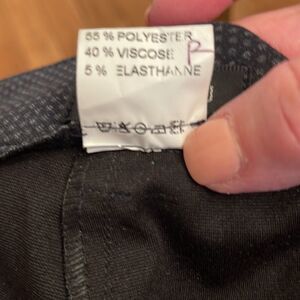 55 % POLYESTER
40 % VISCOSE P
5 % ELASTHANNE